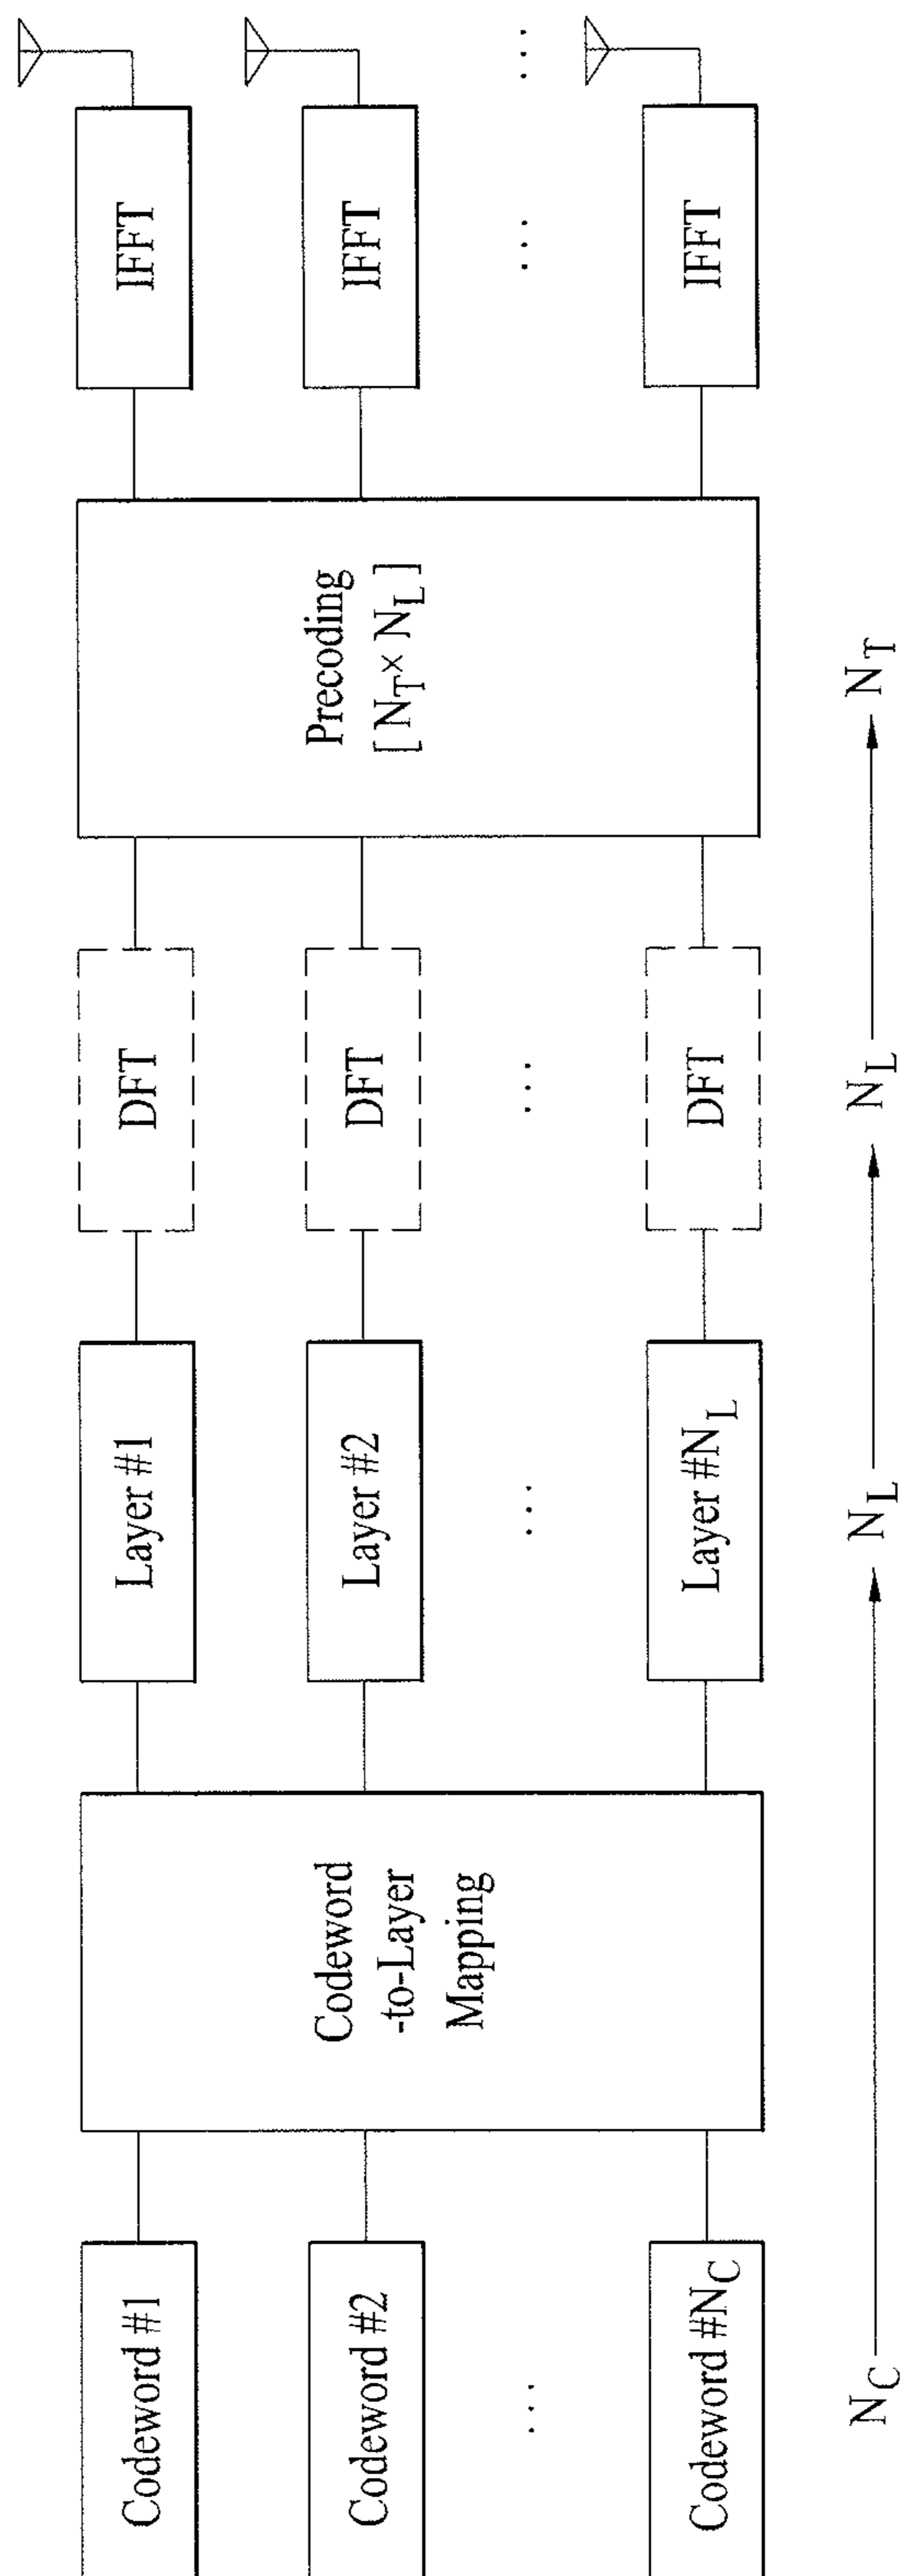 Codeword #1
Codeword #2
...
Codeword #N_C
Codeword
-to-Layer
Mapping
Layer #1
Layer #2
...
Layer #N_L
DFT
DFT
...
DFT
Precoding
[ N_T × N_L ]
IFFT
IFFT
...
IFFT
...
N_C
N_L
N_L
N_T